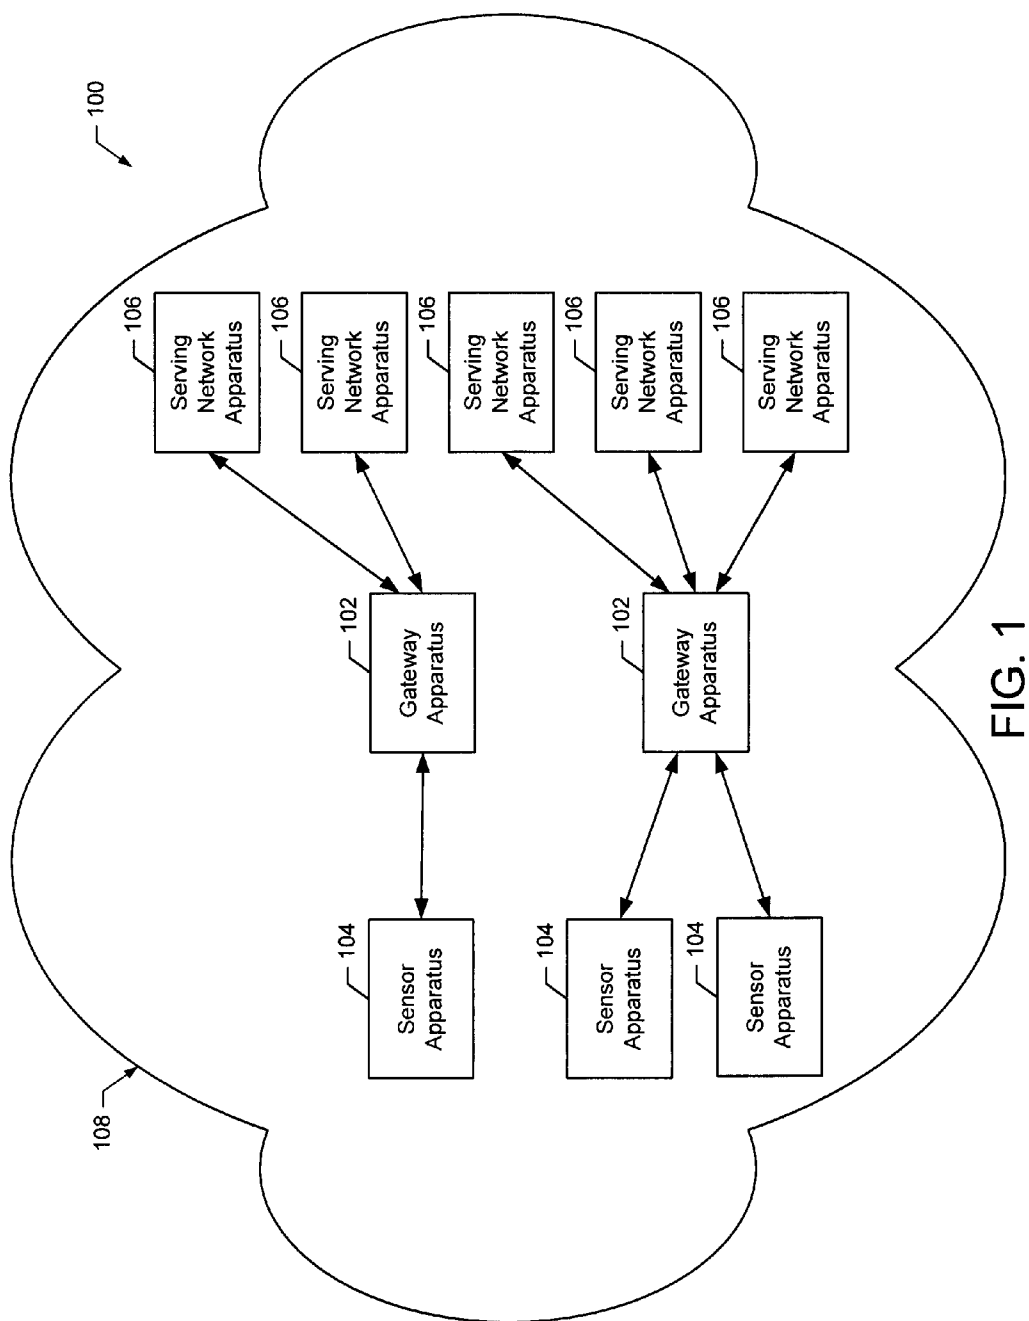 100
108
106
Serving
Network
Apparatus
106
Serving
Network
Apparatus
106
Serving
Network
Apparatus
106
Serving
Network
Apparatus
106
Serving
Network
Apparatus
102
Gateway
Apparatus
102
Gateway
Apparatus
104
Sensor
Apparatus
104
Sensor
Apparatus
104
Sensor
Apparatus
FIG. 1